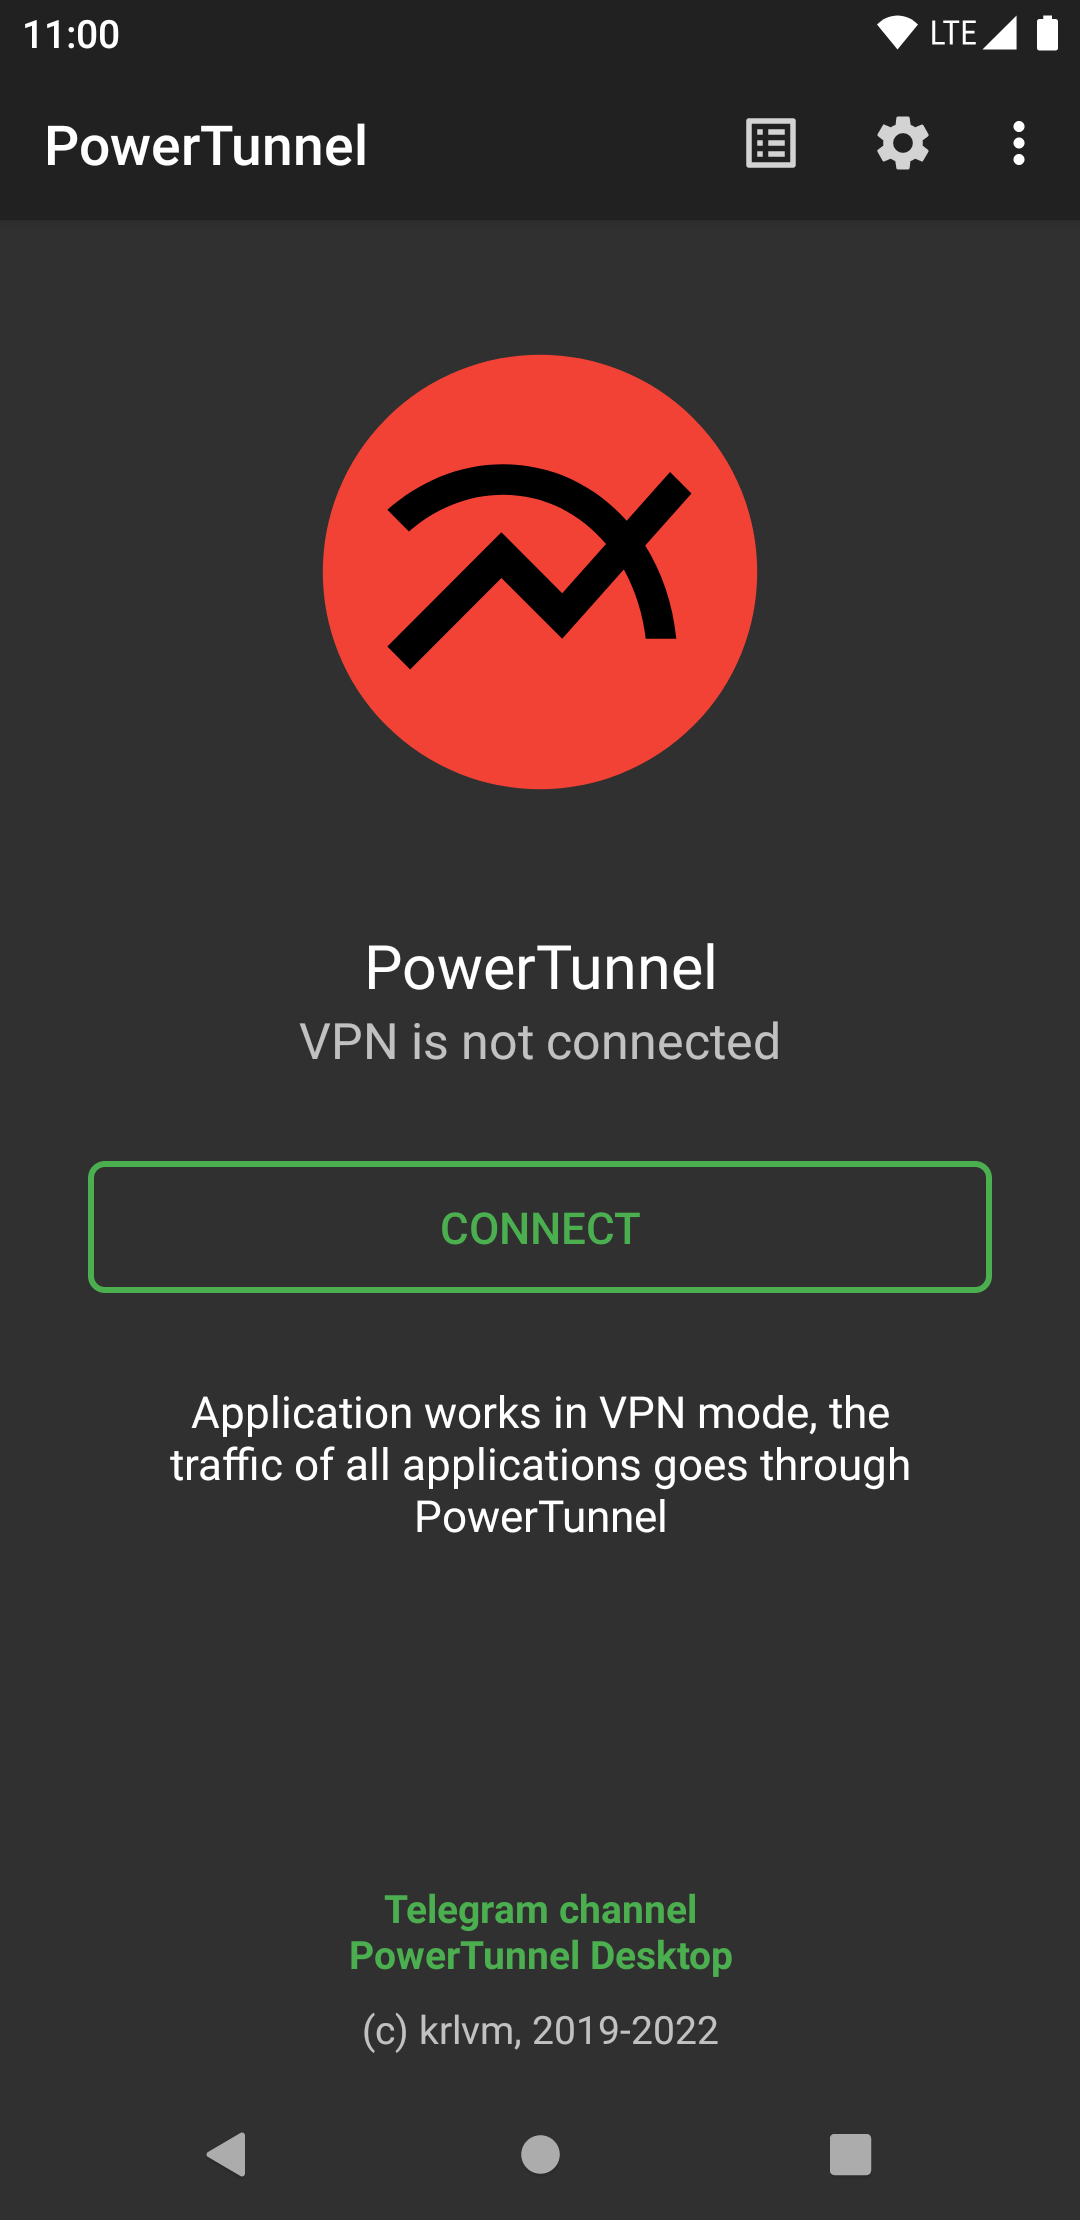 11:00
LTE
PowerTunnel
PowerTunnel
VPN is not connected
CONNECT
Application works in VPN mode, the
traffic of all applications goes through
PowerTunnel
Telegram channel
PowerTunnel Desktop
(c) krlvm, 2019-2022